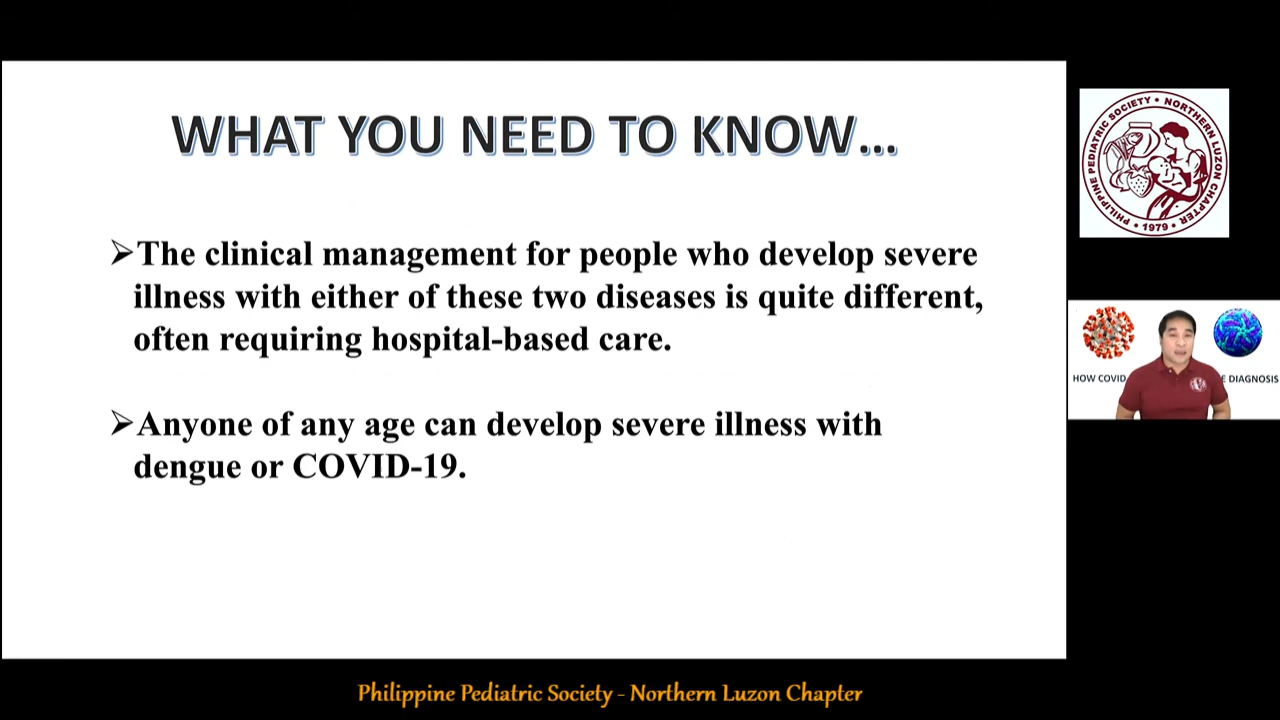 WHAT YOU NEED TO KNOW...
➢The clinical management for people who develop severe
illness with either of these two diseases is quite different,
often requiring hospital-based care.
➢Anyone of any age can develop severe illness with
dengue or COVID-19.
PHILIPPINE PEDIATRIC SOCIETY • NORTHERN LUZON CHAPTER
• 1979 •
HOW COVID
E DIAGNOSIS
Philippine Pediatric Society - Northern Luzon Chapter